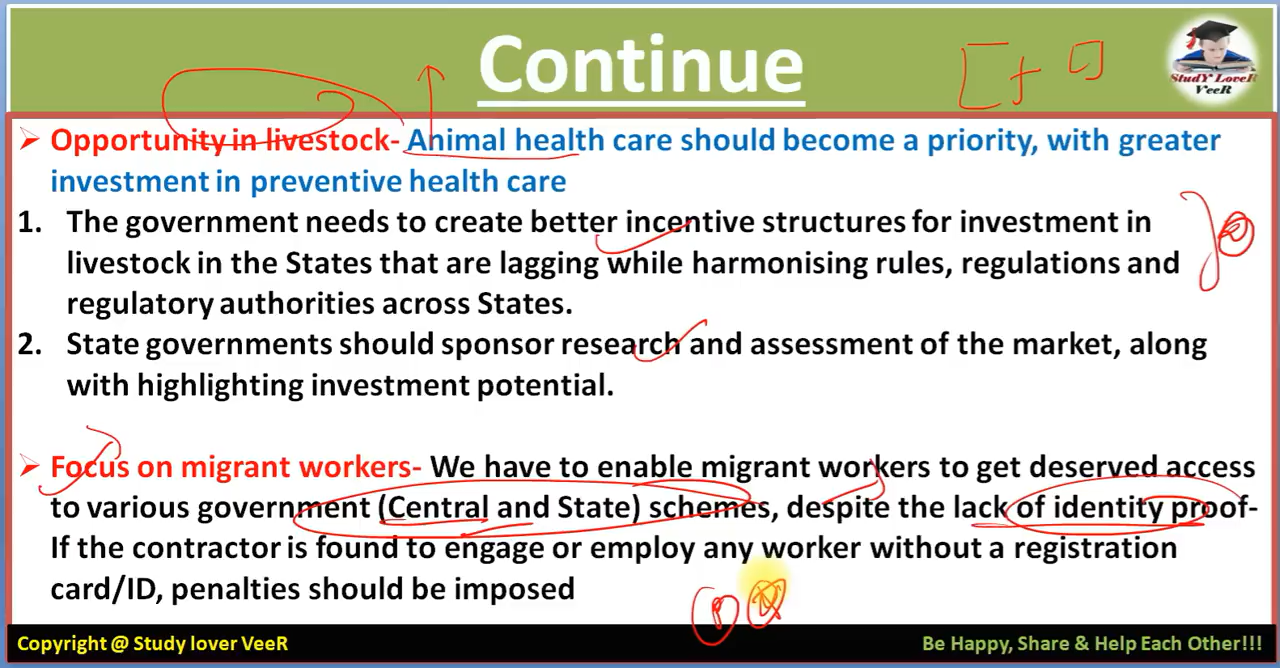 Continue
StudY LoveR
VeeR
Opportunity in livestock- Animal health care should become a priority, with greater
investment in preventive health care
1. The government needs to create better incentive structures for investment in
livestock in the States that are lagging while harmonising rules, regulations and
regulatory authorities across States.
2. State governments should sponsor research and assessment of the market, along
with highlighting investment potential.
Focus on migrant workers- We have to enable migrant workers to get deserved access
to various government (Central and State) schemes, despite the lack of identity proof-
If the contractor is found to engage or employ any worker without a registration
card/ID, penalties should be imposed
Copyright @ Study lover VeeR
Be Happy, Share & Help Each Other!!!